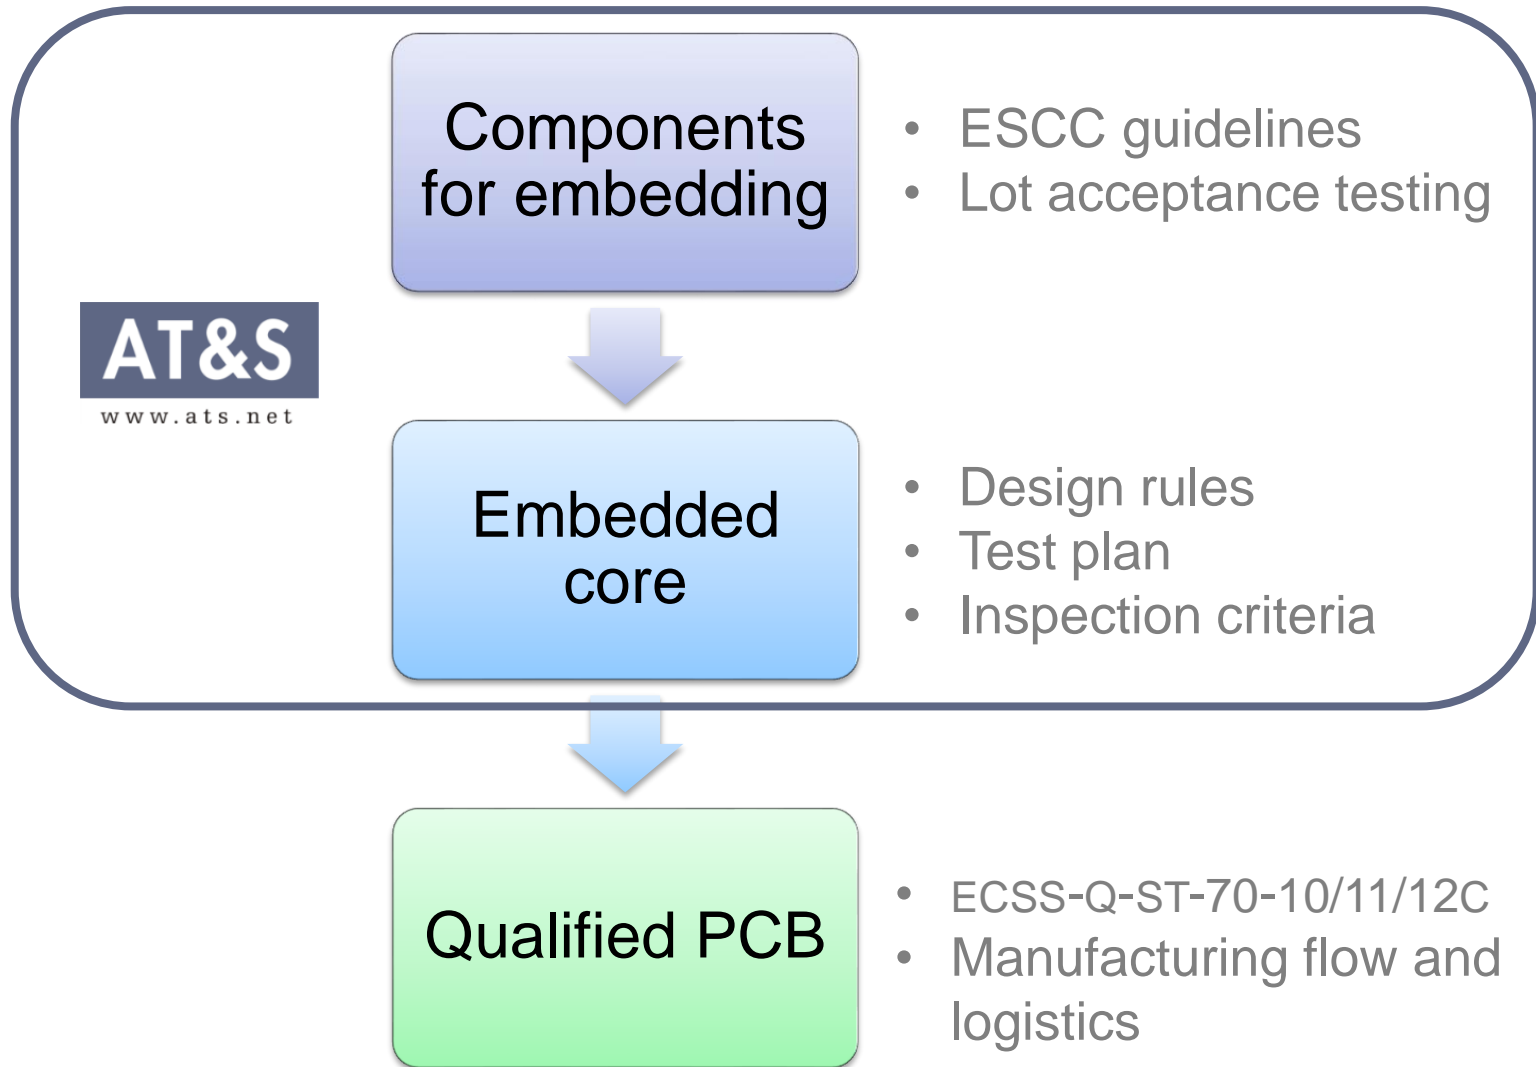 Components
for embedding
• ESCC guidelines
• Lot acceptance testing
AT&S
www.ats.net
Embedded
core
• Design rules
• Test plan
• Inspection criteria
Qualified PCB
• ECSS-Q-ST-70-10/11/12C
• Manufacturing flow and
logistics